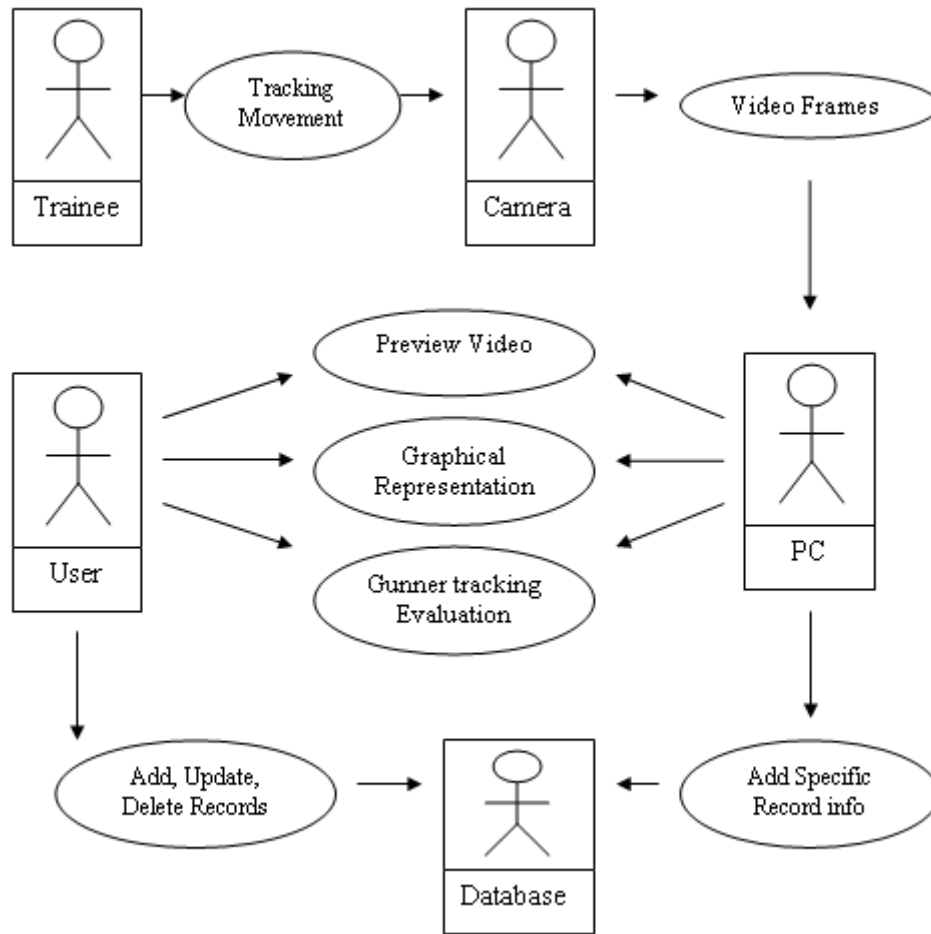 Tracking
Movement
Video Frames
Trainee
Camera
Preview Video
Graphical
Representation
Gunner tracking
Evaluation
User
PC
Add, Update,
Delete Records
Add Specific
Record info
Database